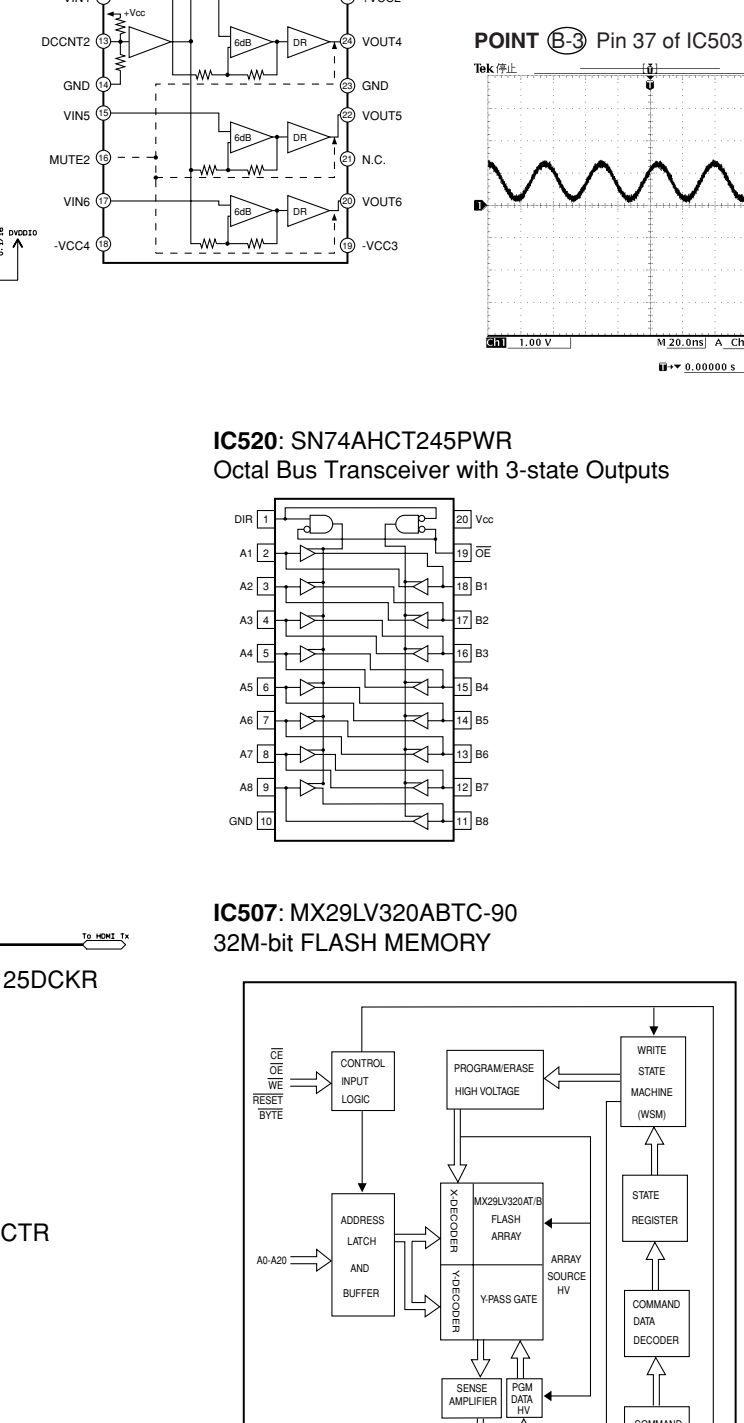 +Vcc
DCCNT2 13
GND 14
VIN5 15
MUTE2 16
VIN6 17
-VCC4 18
6dB DR 24 VOUT4
23 GND
22 VOUT5
6dB DR
21 N.C.
20 VOUT6
6dB DR
19 -VCC3
DVDDIO
POINT B-3 Pin 37 of IC503
Tek 停止
1
Ch1 1.00 V M 20.0ns A Ch
0.00000 s
IC520: SN74AHCT245PWR
Octal Bus Transceiver with 3-state Outputs
DIR 1 20 Vcc
A1 2 19 OE
A2 3 18 B1
A3 4 17 B2
A4 5 16 B3
A5 6 15 B4
A6 7 14 B5
A7 8 13 B6
A8 9 12 B7
GND 10 11 B8
To HDMI Tx
25DCKR
CTR
IC507: MX29LV320ABTC-90
32M-bit FLASH MEMORY
CE
OE
WE
RESET
BYTE
CONTROL
INPUT
LOGIC
PROGRAM/ERASE
HIGH VOLTAGE
WRITE
STATE
MACHINE
(WSM)
A0-A20
ADDRESS
LATCH
AND
BUFFER
X-DECODER
MX29LV320AT/B
FLASH
ARRAY
Y-DECODER
Y-PASS GATE
ARRAY
SOURCE
HV
STATE
REGISTER
COMMAND
DATA
DECODER
SENSE
AMPLIFIER
PGM
DATA
HV
COMMAND